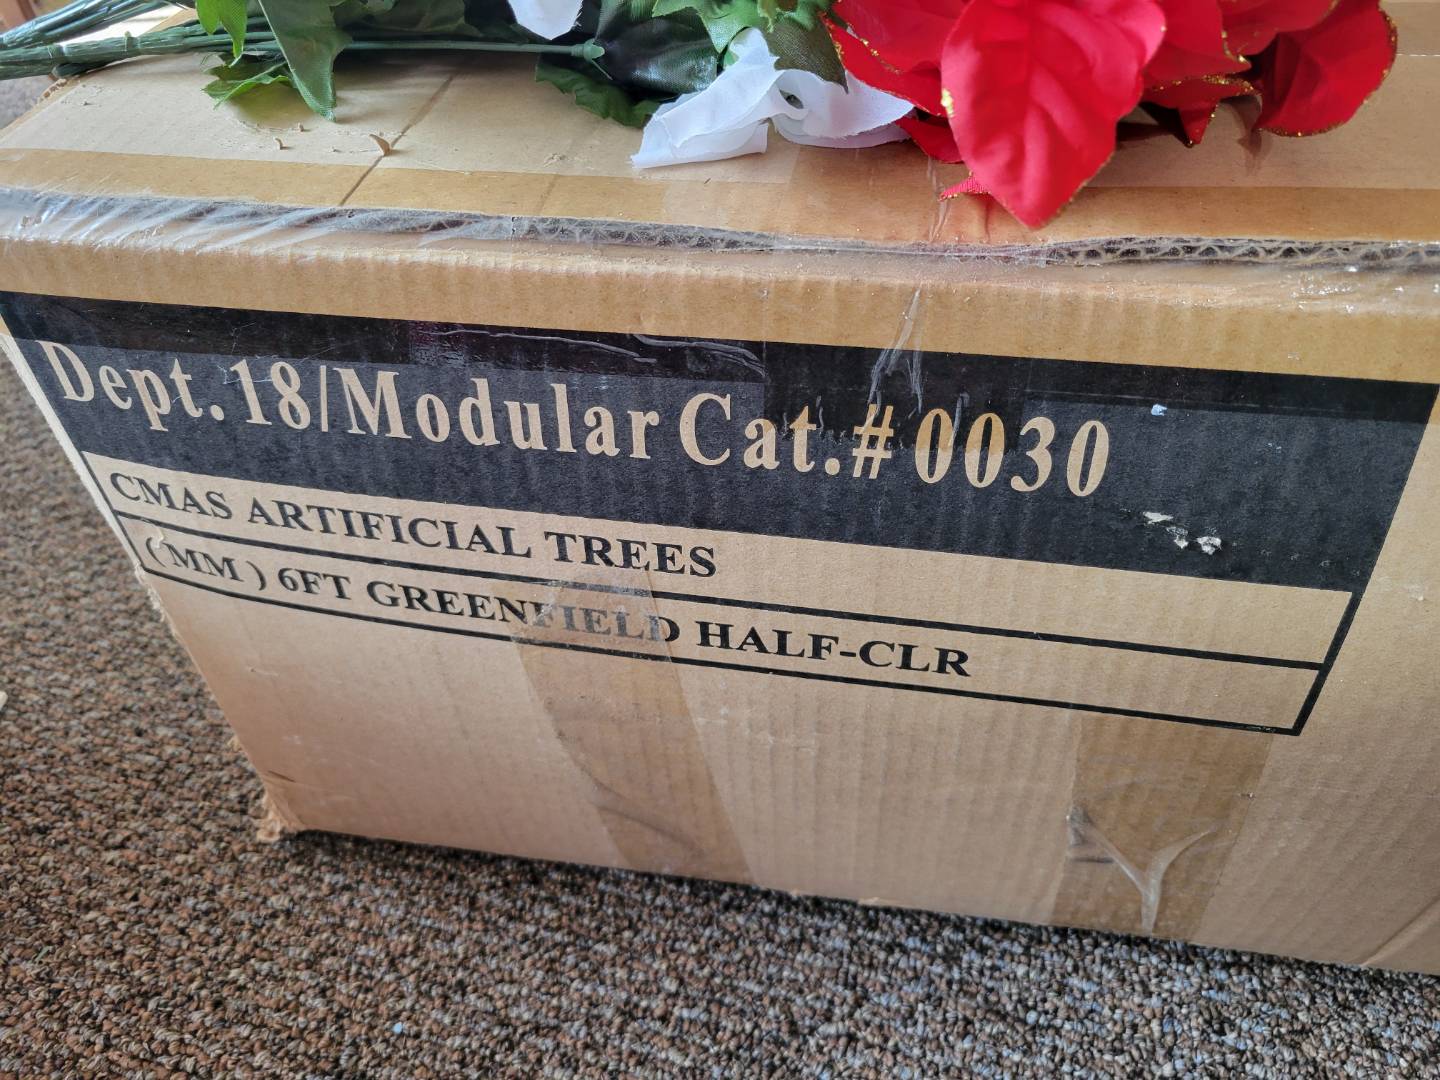 Dept.18/Modular Cat.#0030
CMAS ARTIFICIAL TREES
(MM) 6FT GREENFIELD HALF-CLR